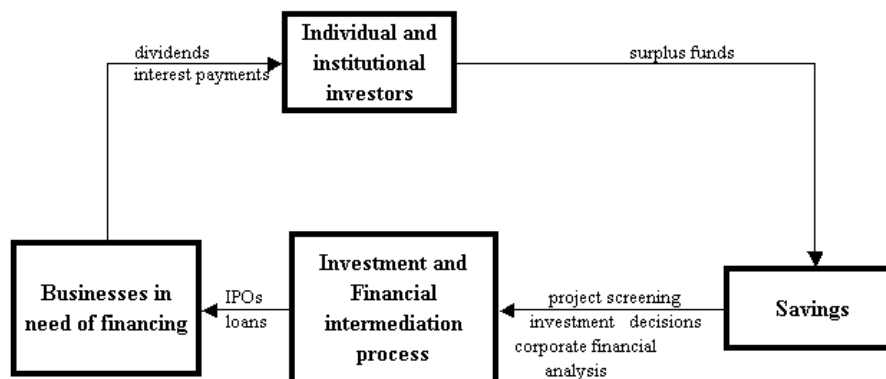 dividends
interest payments
Individual and
institutional
investors
surplus funds
Businesses in
need of financing
IPOs
loans
Investment and
Financial
intermediation
process
project screening
investment decisions
corporate financial
analysis
Savings